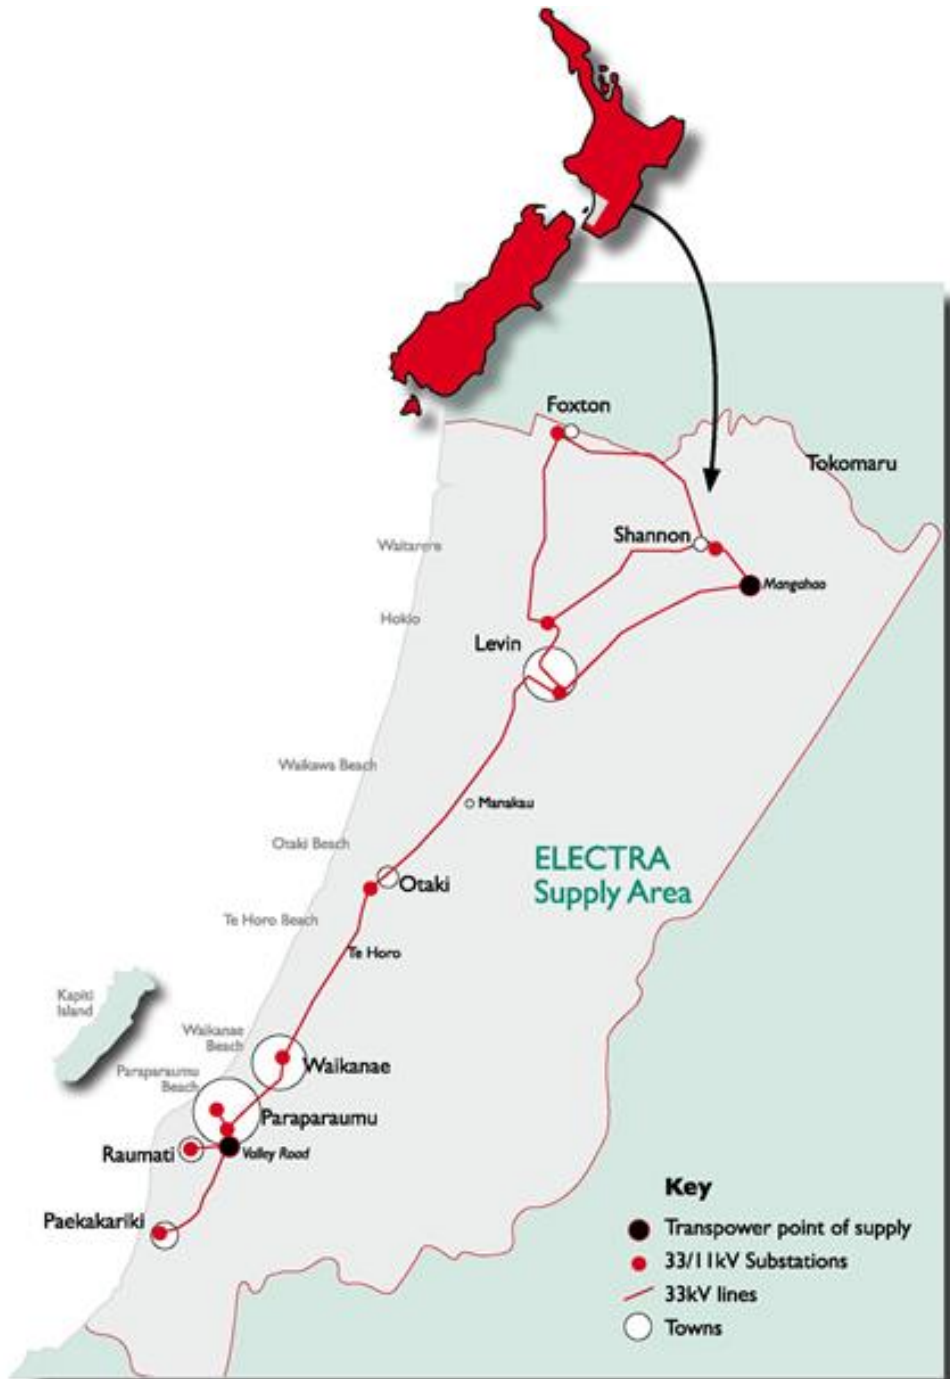 Foxton
Tokomaru
Shannon
Waitarere
Mangahao
Hokio
Levin
Waikawa Beach
Manakau
Otaki Beach
ELECTRA
Supply Area
Otaki
Te Horo Beach
Te Horo
Kapiti
Island
Waikanae
Beach
Waikanae
Paraparaumu
Beach
Paraparaumu
Raumati
Valley Road
Paekakariki
Key
Transpower point of supply
33/11kV Substations
33kV lines
Towns